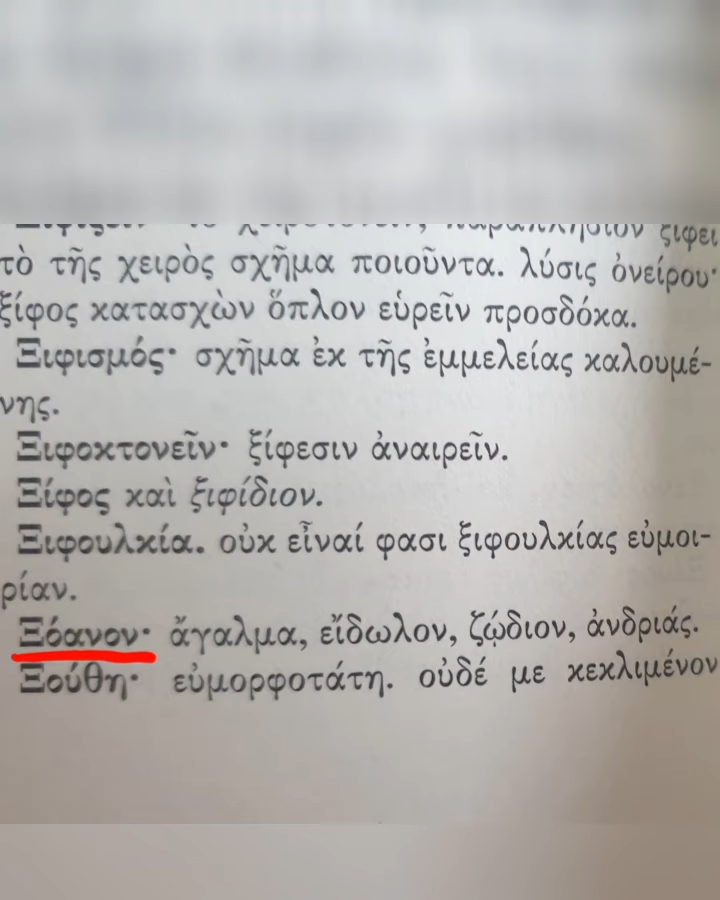 ξίφει
τὸ τῆς χειρὸς σχῆμα ποιοῦντα. λύσις ὀνείρου·
ξίφος κατασχὼν ὅπλον εὑρεῖν προσδόκα.
Ξιφισμός· σχῆμα ἐκ τῆς ἐμμελείας καλουμέ-
νης.
Ξιφοκτονεῖν· ξίφεσιν ἀναιρεῖν.
Ξίφος καὶ ξιφίδιον.
Ξιφουλκία. οὐκ εἶναί φασι ξιφουλκίας εὐμοι-
ρίαν.
Ξόανον· ἄγαλμα, εἴδωλον, ζῴδιον, ἀνδριάς.
Ξούθη· εὐμορφοτάτη. οὐδέ με κεκλιμένον